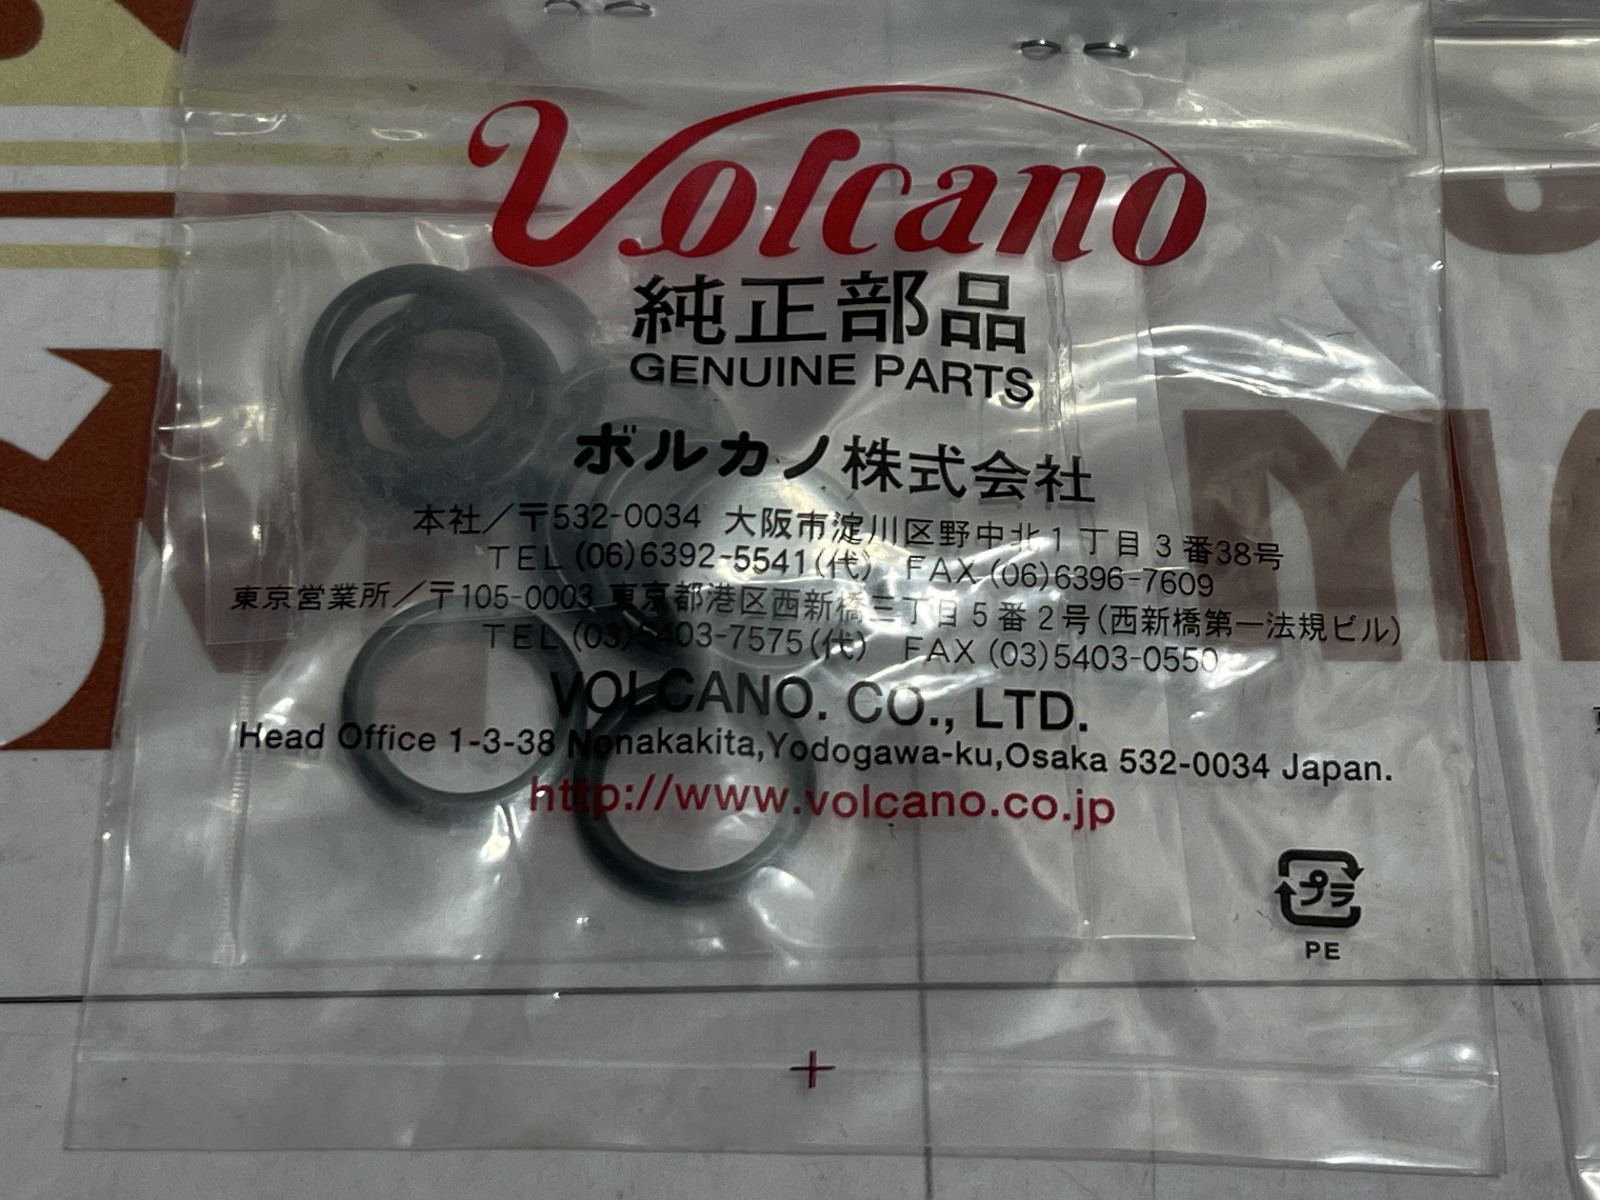 Volcano
純正部品
GENUINE PARTS
ボルカノ株式会社
本社／〒532-0034 大阪市淀川区野中北1丁目3番38号
TEL (06)6392-5541(代) FAX (06)6396-7609
東京営業所／〒105-0003 東京都港区西新橋三丁目5番2号(西新橋第一法規ビル)
TEL (03)5403-7575(代) FAX (03)5403-0550
VOLCANO. CO., LTD.
Head Office 1-3-38 Nonakakita,Yodogawa-ku,Osaka 532-0034 Japan.
http://www.volcano.co.jp
プラ
PE